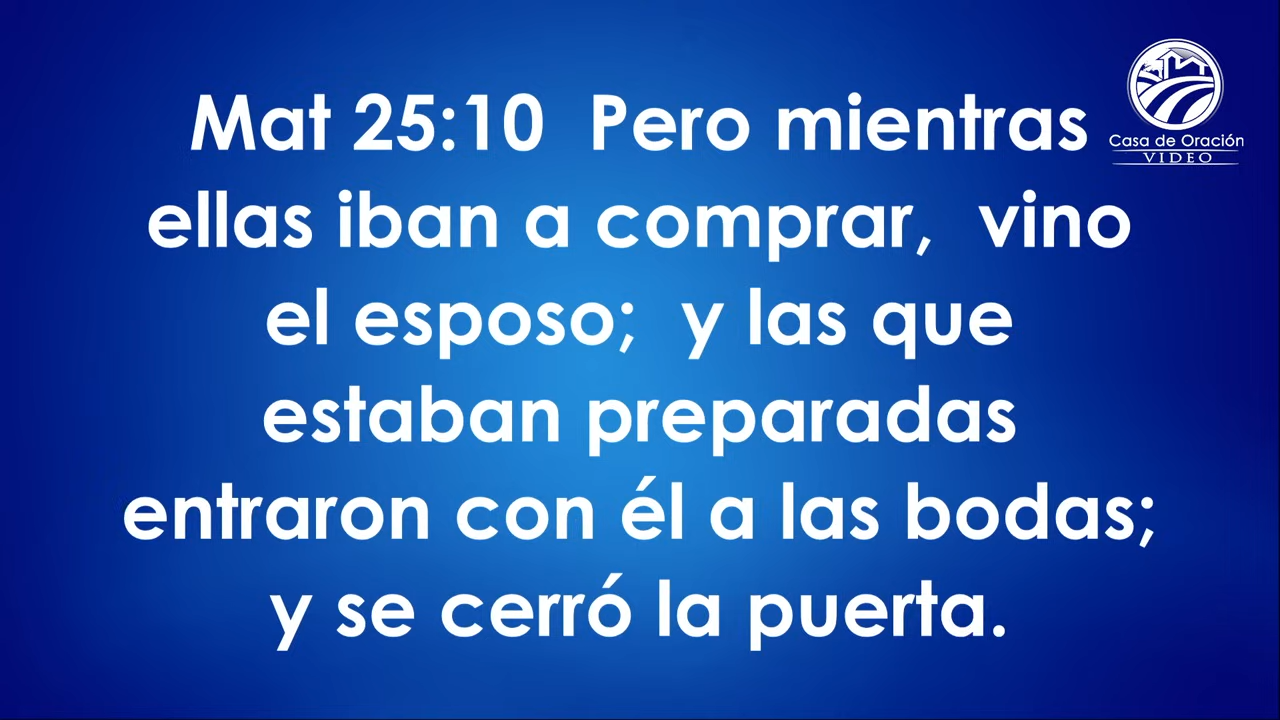 Mat 25:10  Pero mientras
ellas iban a comprar,  vino
el esposo;  y las que
estaban preparadas
entraron con él a las bodas;
y se cerró la puerta.
Casa de Oración
VIDEO